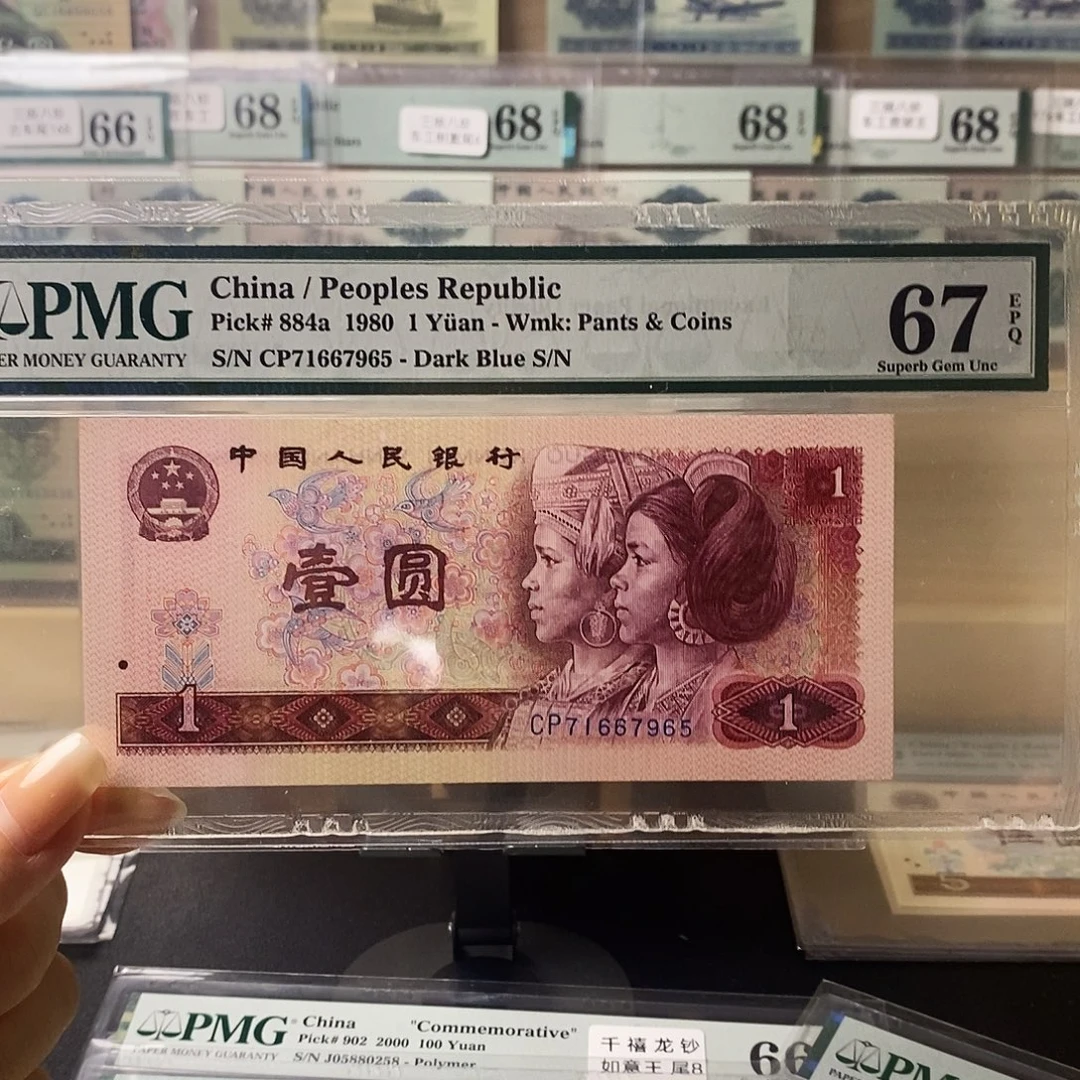 66
68
68
68
68
PMG
ER MONEY GUARANTY
China / Peoples Republic
Pick# 884a 1980 1 Yüan - Wmk: Pants & Coins
S/N CP71667965 - Dark Blue S/N
67
EPQ
Superb Gem Unc
中国人民银行
1
壹圆
1
CP71667965
1
5
PMG
PAPER MONEY GUARANTY
China "Commemorative"
Pick# 902 2000 100 Yuan
S/N J05880258 - Polymer
千禧龙钞
如意王 尾8
66
PM